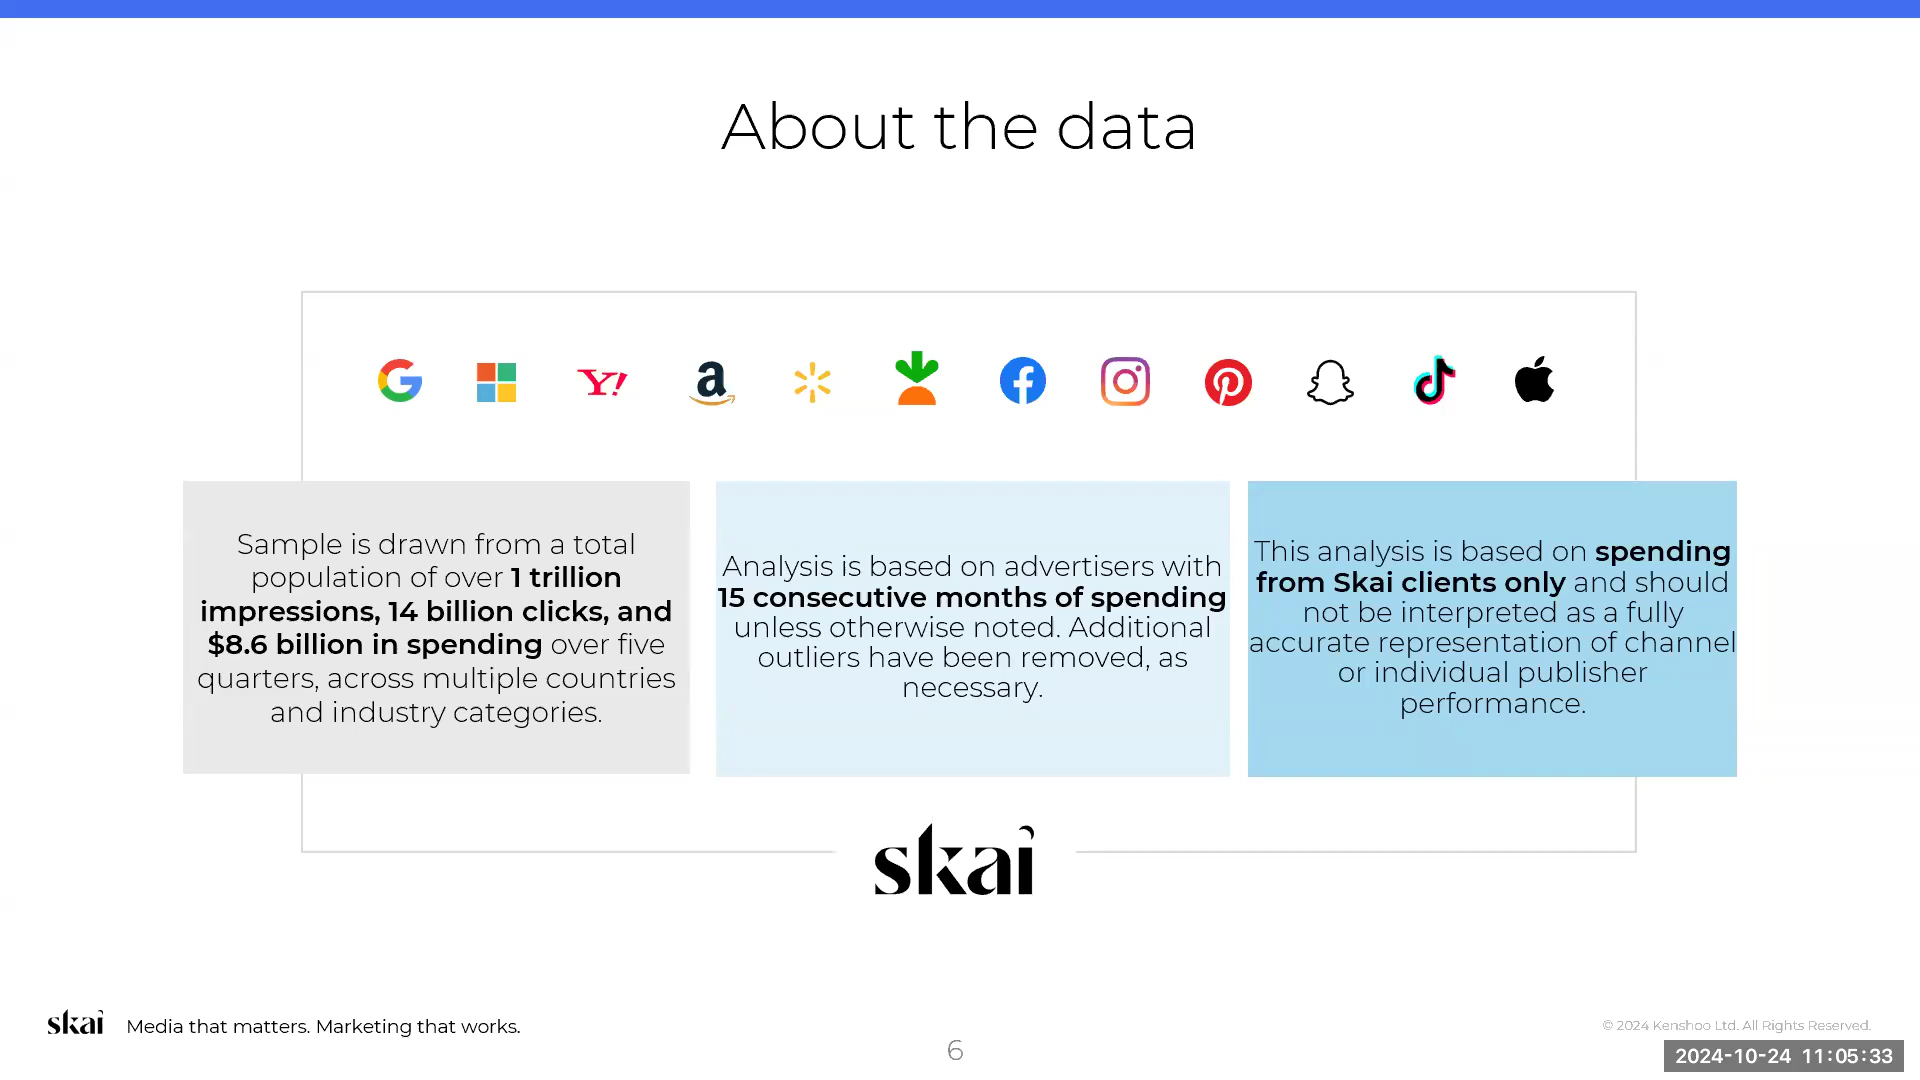 About the data
Y!
a
Sample is drawn from a total
population of over 1 trillion
impressions, 14 billion clicks, and
$8.6 billion in spending over five
quarters, across multiple countries
and industry categories.
Analysis is based on advertisers with
15 consecutive months of spending
unless otherwise noted. Additional
outliers have been removed, as
necessary.
This analysis is based on spending
from Skai clients only and should
not be interpreted as a fully
accurate representation of channel
or individual publisher
performance.
skai
skai Media that matters. Marketing that works.
6
© 2024 Kenshoo Ltd. All Rights Reserved.
2024-10-24 11:05:33